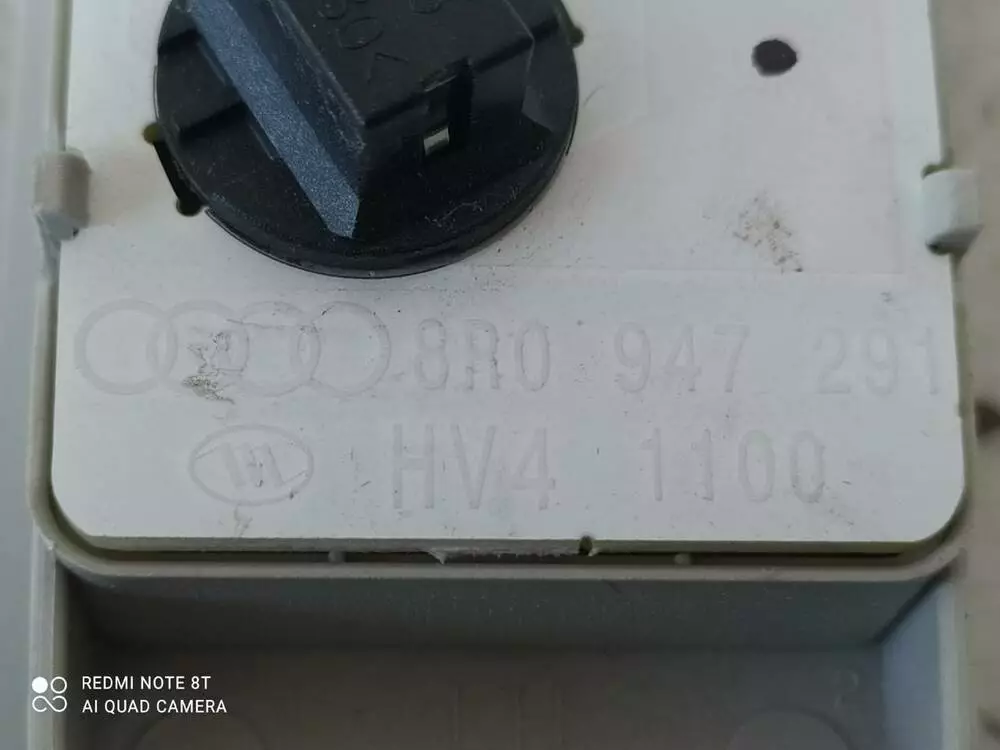 8R0 947 291
HV4 1100
REDMI NOTE 8T
AI QUAD CAMERA